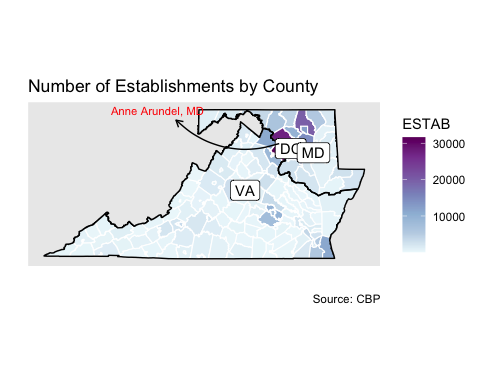 Number of Establishments by County
Anne Arundel, MD
DC
MD
VA
ESTAB
30000
20000
10000
Source: CBP